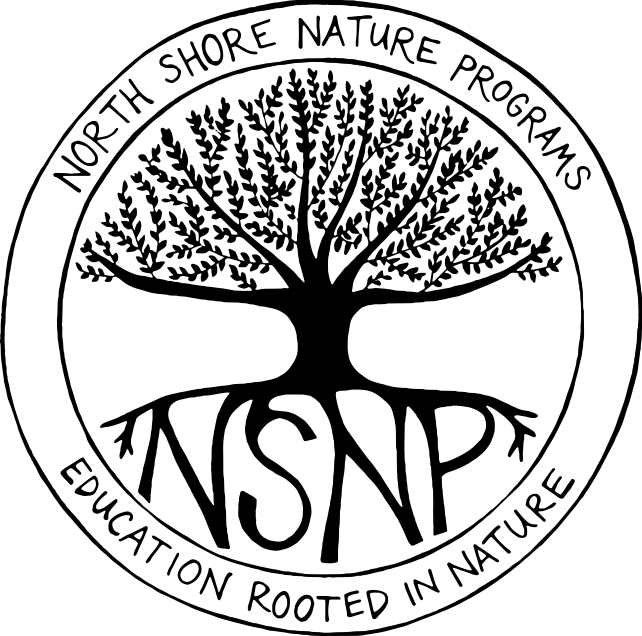 NORTH SHORE NATURE PROGRAMS
NSNP
EDUCATION ROOTED IN NATURE